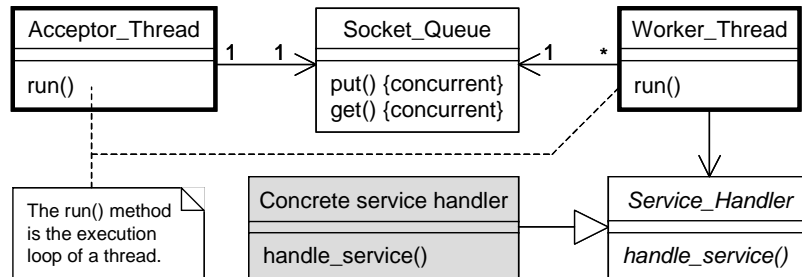 Acceptor_Thread
run()
1
1
Socket_Queue
put() {concurrent}
get() {concurrent}
1
*
Worker_Thread
run()
The run() method
is the execution
loop of a thread.
Concrete service handler
handle_service()
Service_Handler
handle_service()